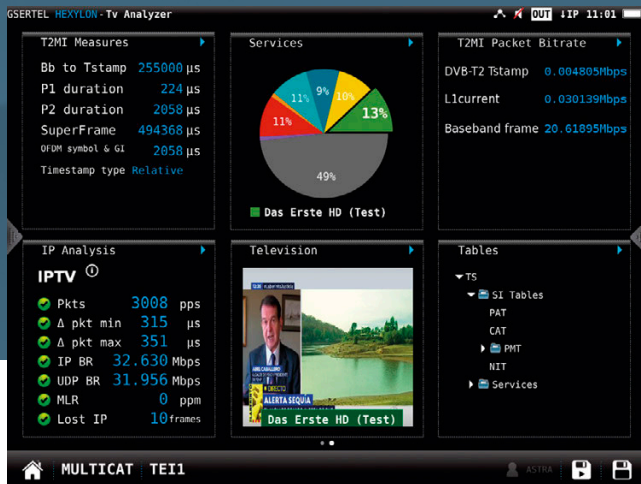 GSERTEL HEXYLON-Tv Analyzer
OUT ↓IP 11:01
T2MI Measures
Bb to Tstamp 255000 µs
P1 duration 224 µs
P2 duration 2058 µs
SuperFrame 494368 µs
OFDM symbol & GI 2058 µs
Timestamp type Relative
Services
11% 9% 10%
13%
11%
49%
Das Erste HD (Test)
T2MI Packet Bitrate
DVB-T2 Tstamp 0.004805Mbps
L1current 0.030139Mbps
Baseband frame 20.61895Mbps
IP Analysis
IPTV
Pkts 3008 pps
Δ pkt min 315 µs
Δ pkt max 351 µs
IP BR 32.630 Mbps
UDP BR 31.956 Mbps
MLR 0 ppm
Lost IP 10 frames
Television
ABEL CABALLERO
DIRECTO
ALERTA SEQUÍA
Das Erste HD (Test)
Tables
TS
SI Tables
PAT
CAT
PMT
NIT
Services
MULTICAT TEI1
ASTRA